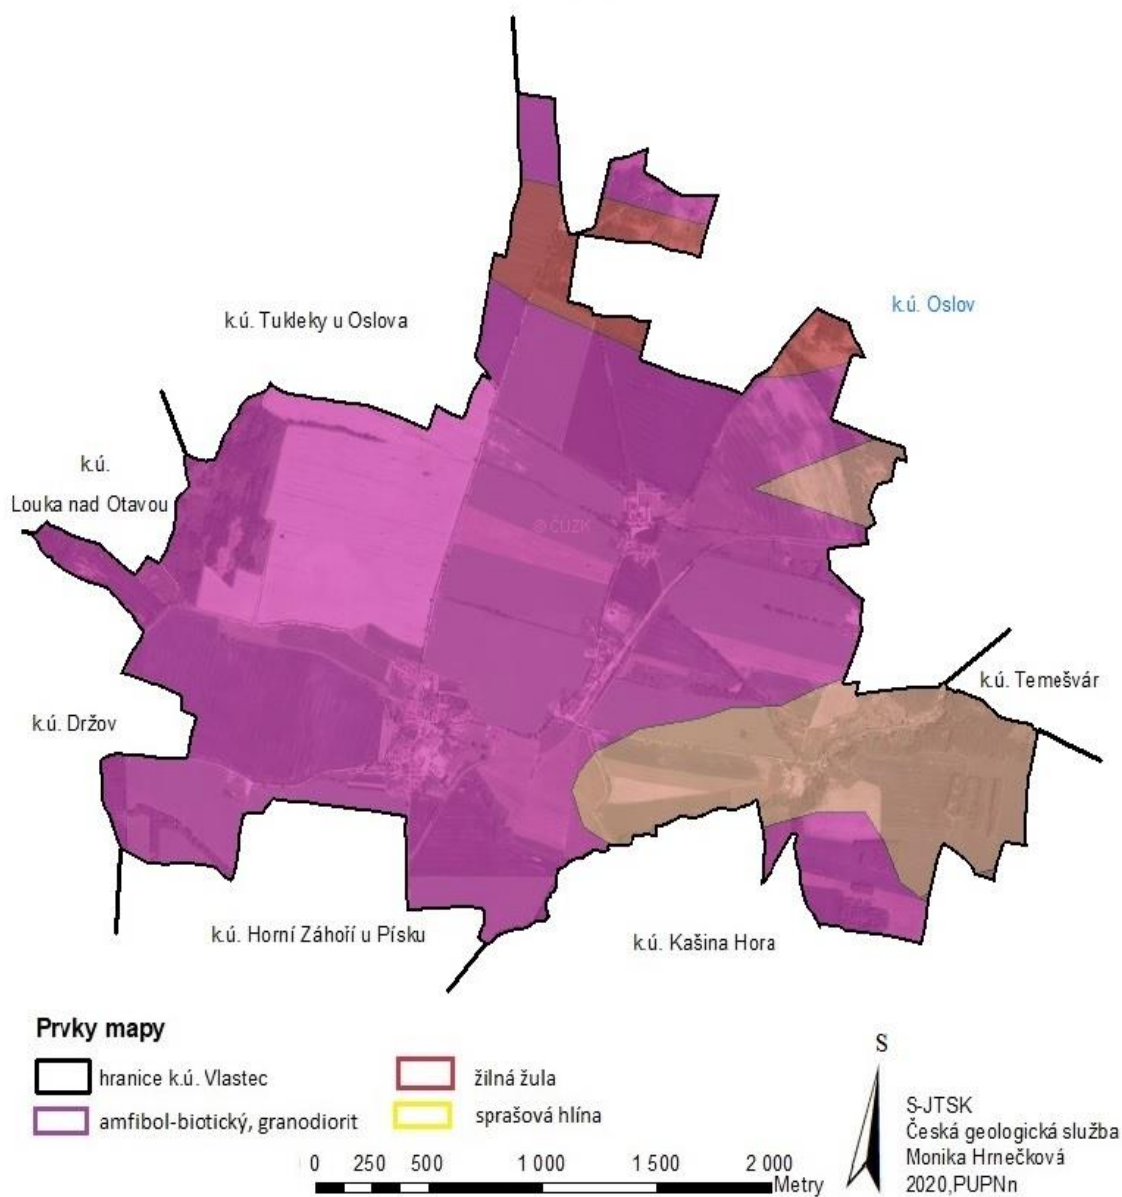 k.ú. Oslov
k.ú. Tukleky u Oslova
k.ú.
Louka nad Otavou
© ČÚZK
k.ú. Temešvár
k.ú. Držov
k.ú. Horní Záhoří u Písku
k.ú. Kašina Hora
Prvky mapy
hranice k.ú. Vlastec
žilná žula
amfibol-biotický, granodiorit
sprašová hlína
S
S-JTSK
Česká geologická služba
Monika Hrnečková
2020,PUPNn
0 250 500 1 000 1 500 2 000
Metry